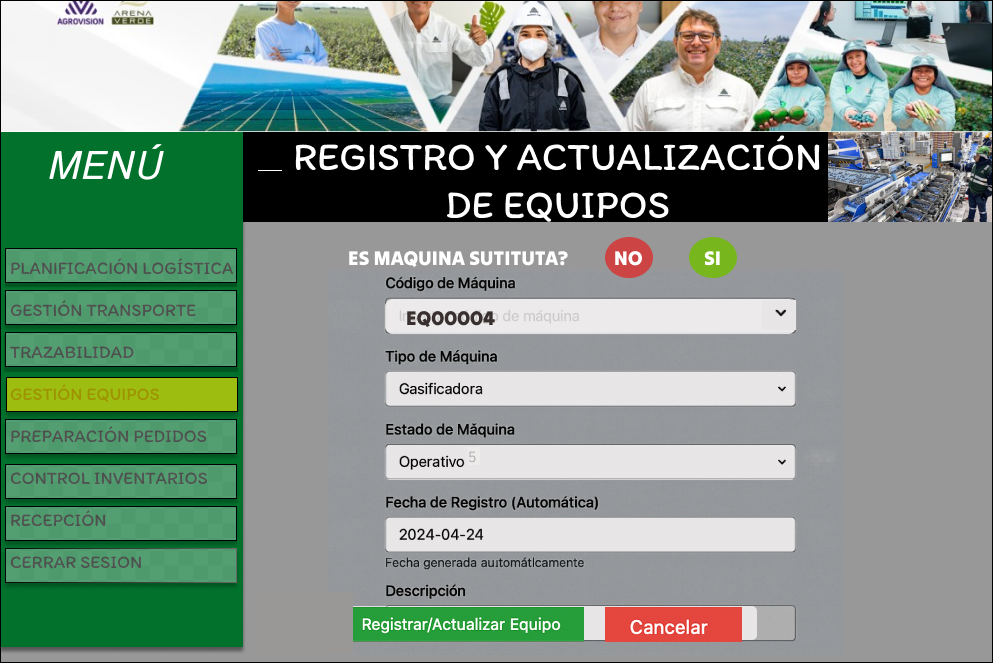 AGROVISION
ARENA
VERDE
MENÚ
_ REGISTRO Y ACTUALIZACIÓN
DE EQUIPOS
PLANIFICACIÓN LOGÍSTICA
GESTIÓN TRANSPORTE
TRAZABILIDAD
GESTIÓN EQUIPOS
PREPARACIÓN PEDIDOS
CONTROL INVENTARIOS
RECEPCIÓN
CERRAR SESION
ES MAQUINA SUTITUTA? NO SI
Código de Máquina
EQ00004 de máquina
Tipo de Máquina
Gasificadora
Estado de Máquina
Operativo 5
Fecha de Registro (Automática)
2024-04-24
Fecha generada automáticamente
Descripción
Registrar/Actualizar Equipo Cancelar